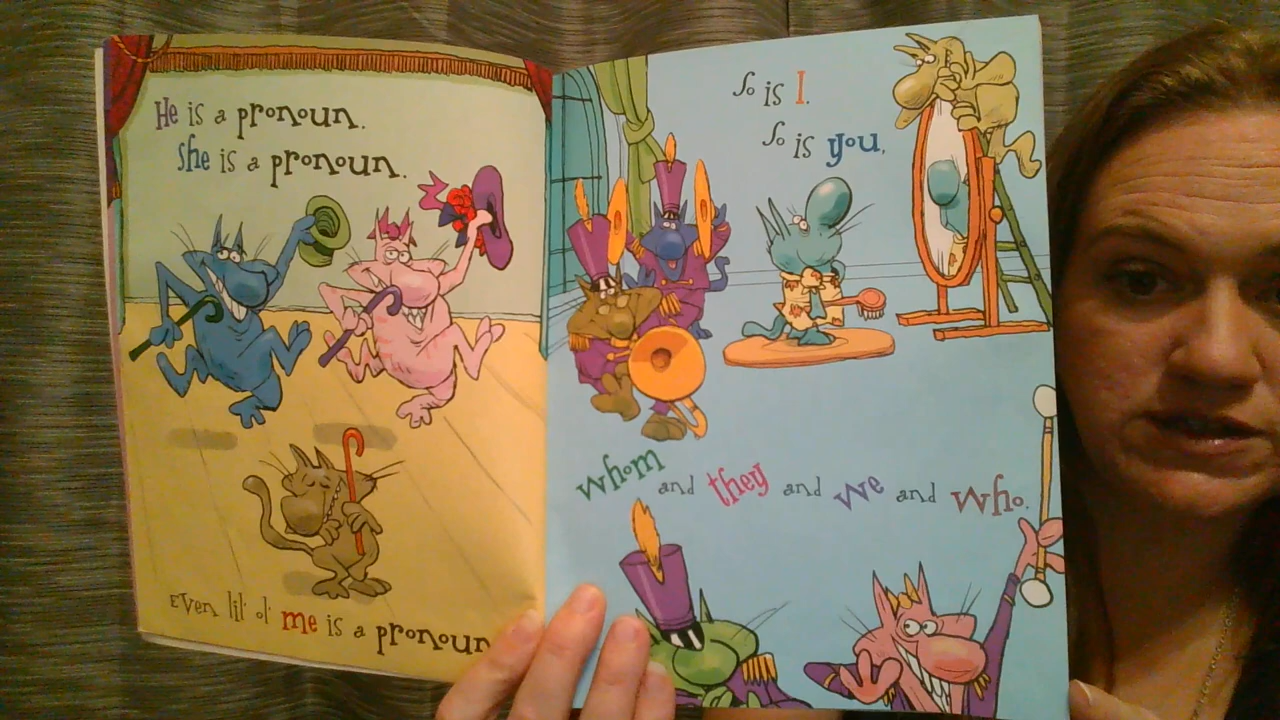 He is a pronoun.
She is a pronoun.
Even lil' ol' me is a pronoun
So is I.
So is you,
whom and they and we and who.